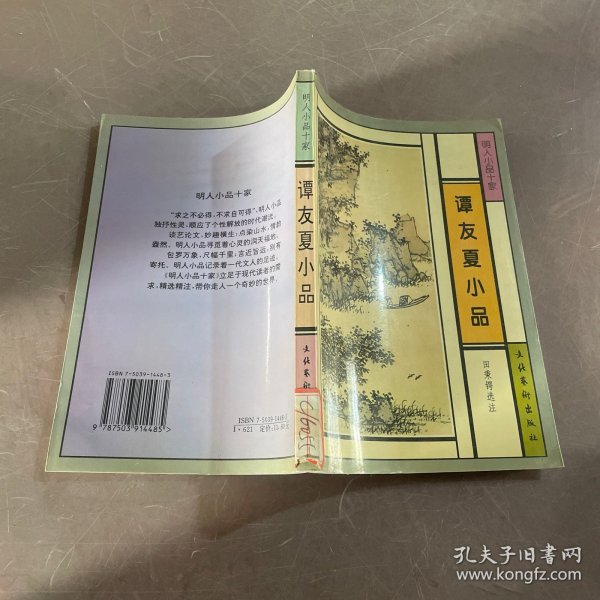 明人小品十家
“求之不必得,不求自可得”,明人小品
独抒性灵,顺应了个性解放的时代潮流;
谈艺论文,妙趣横生;点染山水,情韵
盎然。明人小品寻觅着心灵的洞天福地。
包罗万象,尺幅千里;言近旨远,别有
寄托。明人小品记录着一代文人的足迹。
《明人小品十家》立足于现代读者的需
求,精选精注,带你走入一个奇妙的世界。
ISBN 7-5039-1448-3
9 787503 914485 >
ISBN 7-5039-1448-
I·621 定价:
明人小品十家
谭友夏小品
文化艺术
明人小品十家
谭友夏小品
田秉锷选注
文化艺术出版社
孔夫子旧书网
www.kongfz.com